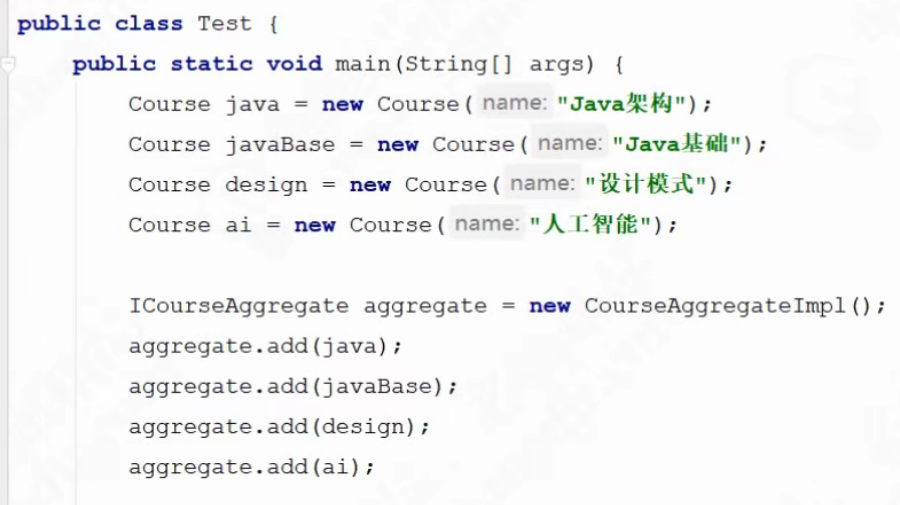 public class Test {
public static void main(String[] args) {
Course java = new Course( name: "Java架构");
Course javaBase = new Course( name: "Java基础");
Course design = new Course( name: "设计模式");
Course ai = new Course( name: "人工智能");
ICourseAggregate aggregate = new CourseAggregateImpl();
aggregate.add(java);
aggregate.add(javaBase);
aggregate.add(design);
aggregate.add(ai);